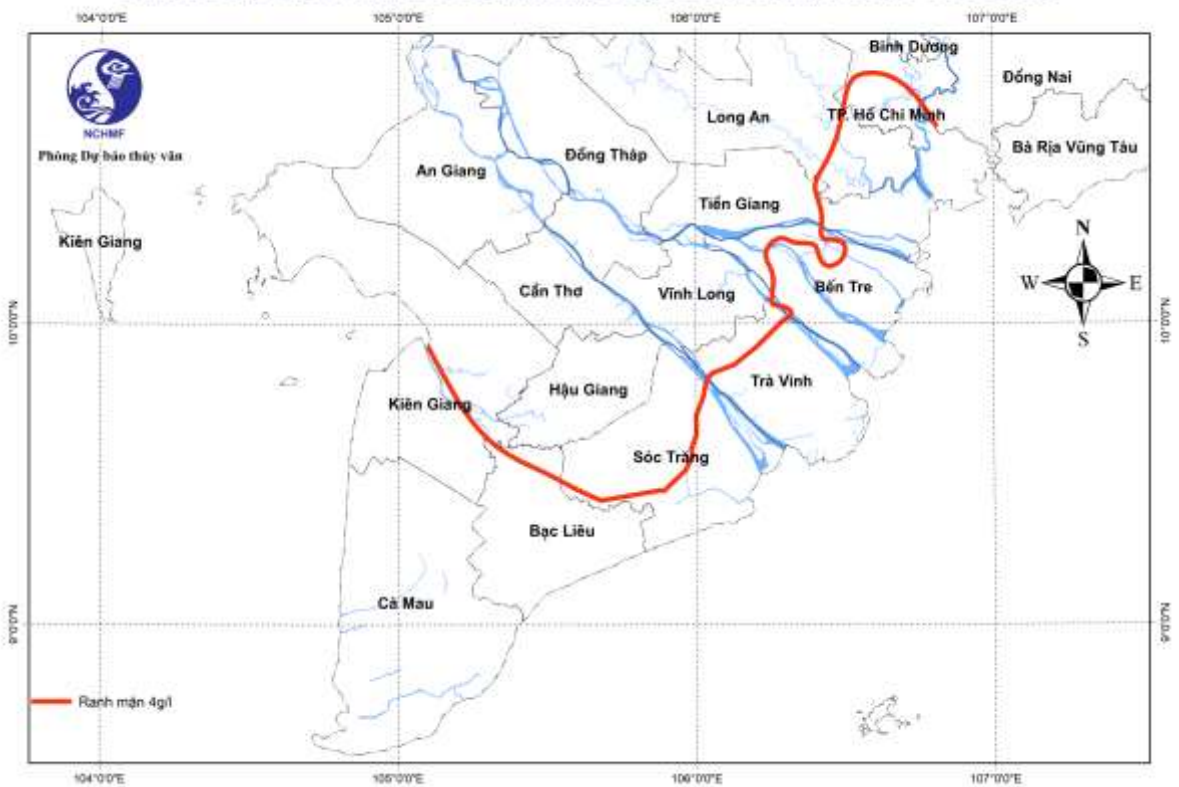 104°0'0"E 105°0'0"E 106°0'0"E 107°0'0"E
Bình Dương
Đồng Nai
NCHMF
Phòng Dự báo thủy văn
Long An
TP. Hồ Chí Minh
Bà Rịa Vũng Tàu
Đồng Tháp
An Giang
Tiền Giang
Kiên Giang
N
W E
S
Cần Thơ
Vĩnh Long
Bến Tre
10°0'0"N 10°0'0"N
Hậu Giang
Trà Vinh
Kiên Giang
Sóc Trăng
Bạc Liêu
Cà Mau
9°0'0"N 9°0'0"N
Ranh mặn 4g/l
104°0'0"E 105°0'0"E 106°0'0"E 107°0'0"E